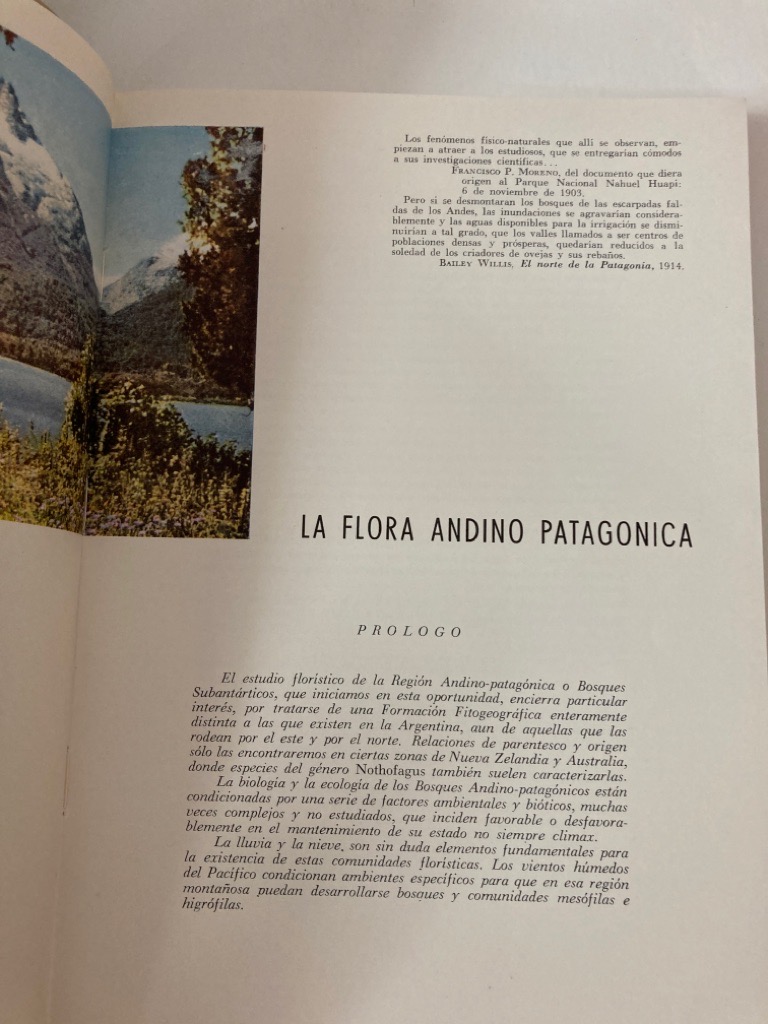 Los fenómenos físico-naturales que allí se observan, em-
piezan a atraer a los estudiosos, que se entregarían cómodos
a sus investigaciones científicas...
FRANCISCO P. MORENO, del documento que diera
origen al Parque Nacional Nahuel Huapi:
6 de noviembre de 1903.
Pero si se desmontaran los bosques de las escarpadas fal-
das de los Andes, las inundaciones se agravarían considera-
blemente y las aguas disponibles para la irrigación se dismi-
nuirían a tal grado, que los valles llamados a ser centros de
poblaciones densas y prósperas, quedarían reducidos a la
soledad de los criadores de ovejas y sus rebaños.
BAILEY WILLIS, El norte de la Patagonia, 1914.
LA FLORA ANDINO PATAGONICA
PROLOGO
El estudio florístico de la Región Andino-patagónica o Bosques
Subantárticos, que iniciamos en esta oportunidad, encierra particular
interés, por tratarse de una Formación Fitogeográfica enteramente
distinta a las que existen en la Argentina, aun de aquellas que las
rodean por el este y por el norte. Relaciones de parentesco y origen
sólo las encontraremos en ciertas zonas de Nueva Zelandia y Australia,
donde especies del género Nothofagus también suelen caracterizarlas.
La biología y la ecología de los Bosques Andino-patagónicos están
condicionadas por una serie de factores ambientales y bióticos, muchas
veces complejos y no estudiados, que inciden favorable o desfavora-
blemente en el mantenimiento de su estado no siempre climax.
La lluvia y la nieve, son sin duda elementos fundamentales para
la existencia de estas comunidades florísticas. Los vientos húmedos
del Pacífico condicionan ambientes específicos para que en esa región
montañosa puedan desarrollarse bosques y comunidades mesófilas e
higrófilas.